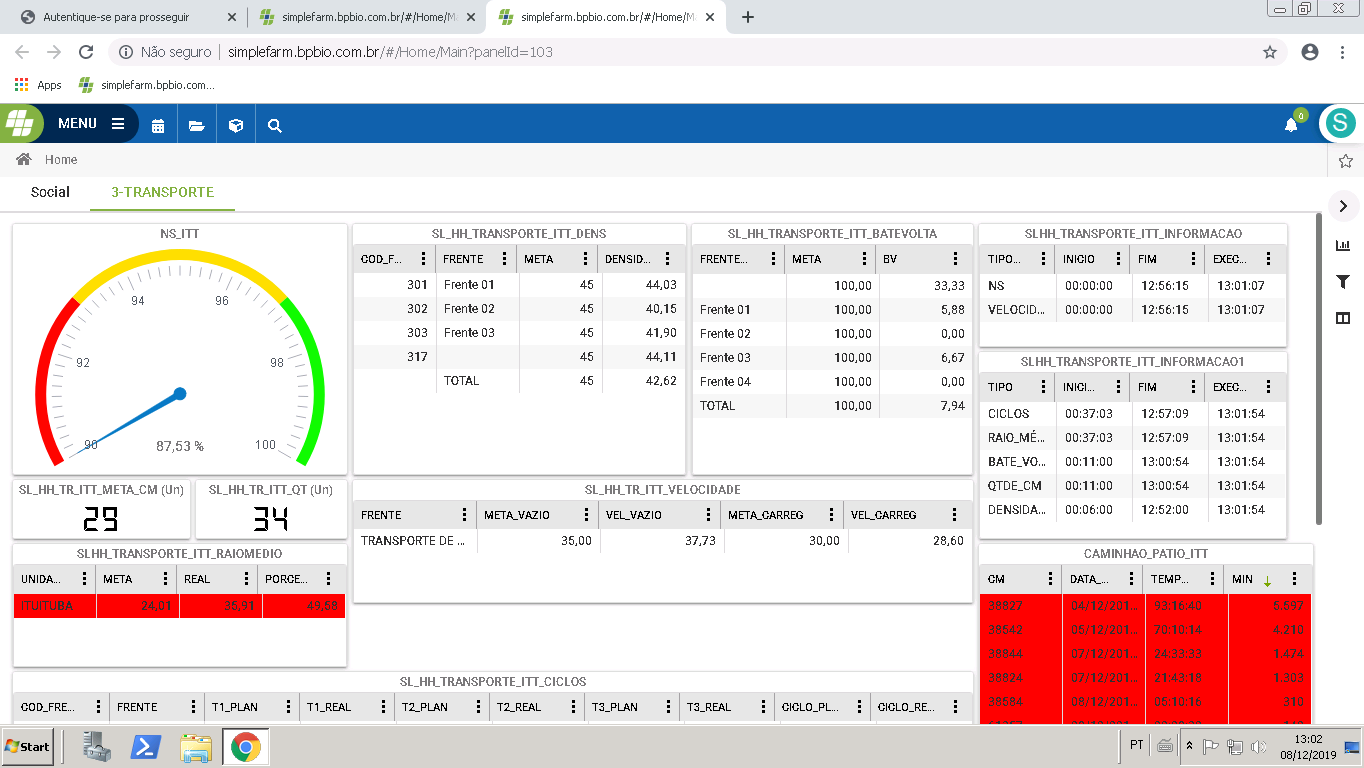 Autentique-se para prosseguir
simplefarm.bpbio.com.br/#/Home/M
simplefarm.bpbio.com.br/#/Home/M
Não seguro | simplefarm.bpbio.com.br/#/Home/Main?panelId=103
Apps simplefarm.bpbio.com...
MENU 0 S
Home
Social 3-TRANSPORTE
NS_ITT
90 92 94 96 98 100
87,53 %
SL_HH_TRANSPORTE_ITT_DENS
COD_F... FRENTE META DENSID...
301 Frente 01 45 44,03
302 Frente 02 45 40,15
303 Frente 03 45 41,90
317 45 44,11
TOTAL 45 42,62
SL_HH_TRANSPORTE_ITT_BATEVOLTA
FRENTE... META BV
100,00 33,33
Frente 01 100,00 5,88
Frente 02 100,00 0,00
Frente 03 100,00 6,67
Frente 04 100,00 0,00
TOTAL 100,00 7,94
SLHH_TRANSPORTE_ITT_INFORMACAO
TIPO... INICIO FIM EXEC...
NS 00:00:00 12:56:15 13:01:07
VELOCID... 00:00:00 12:56:15 13:01:07
SLHH_TRANSPORTE_ITT_INFORMACAO1
TIPO INICI... FIM EXEC...
CICLOS 00:37:03 12:57:09 13:01:54
RAIO_MÉ... 00:37:03 12:57:09 13:01:54
BATE_VO... 00:11:00 13:00:54 13:01:54
QTDE_CM 00:11:00 13:00:54 13:01:54
DENSIDA... 00:06:00 12:52:00 13:01:54
SL_HH_TR_ITT_META_CM (Un)
29
SL_HH_TR_ITT_QT (Un)
34
SL_HH_TR_ITT_VELOCIDADE
FRENTE META_VAZIO VEL_VAZIO META_CARREG VEL_CARREG
TRANSPORTE DE ... 35,00 37,73 30,00 28,60
SLHH_TRANSPORTE_ITT_RAIOMEDIO
UNIDA... META REAL PORCE...
ITUITUBA 24,01 35,91 49,58
CAMINHAO_PATIO_ITT
CM DATA_... TEMP... MIN
38827 04/12/201... 93:16:40 5.597
38542 05/12/201... 70:10:14 4.210
38844 07/12/201... 24:33:33 1.474
38824 07/12/201... 21:43:18 1.303
38584 08/12/201... 05:10:16 310
SL_HH_TRANSPORTE_ITT_CICLOS
COD_FRE... FRENTE T1_PLAN T1_REAL T2_PLAN T2_REAL T3_PLAN T3_REAL CICLO_PL... CICLO_RE...
Start PT 13:02
08/12/2019